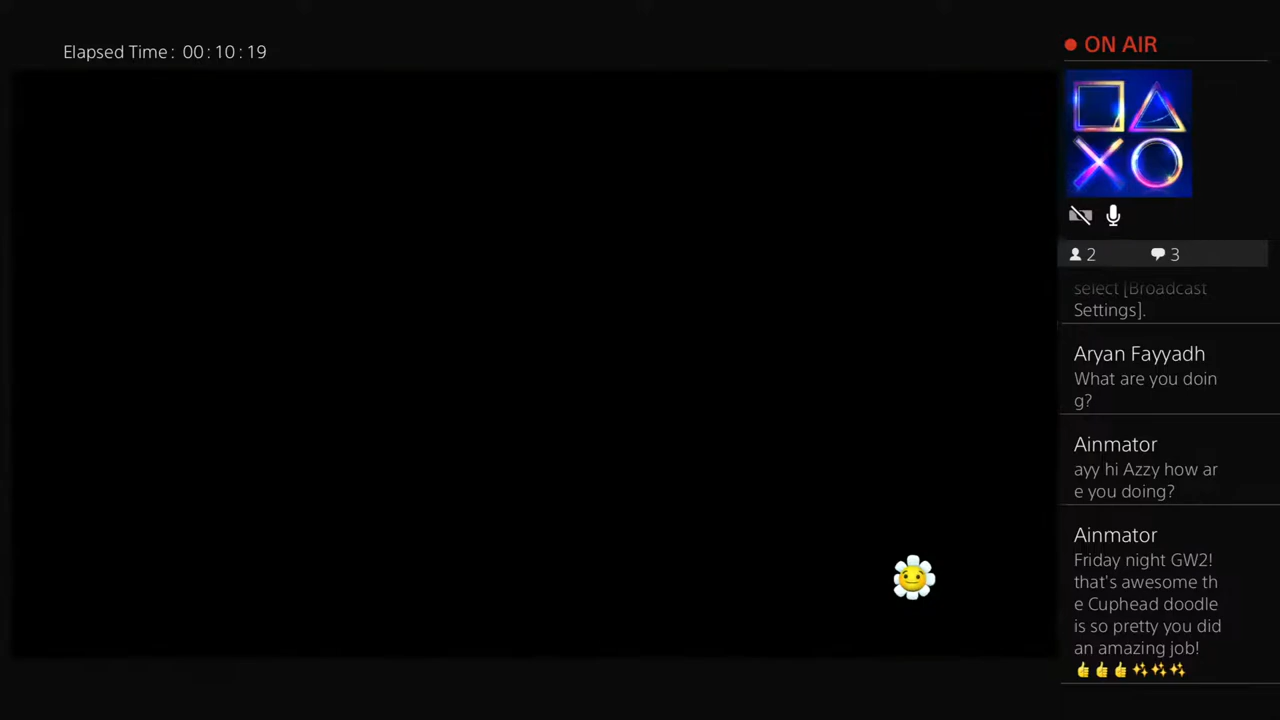 Elapsed Time: 00:10:19
ON AIR
2 3
select [Broadcast
Settings].
Aryan Fayyadh
What are you doin
g?
Ainmator
ayy hi Azzy how ar
e you doing?
Ainmator
Friday night GW2!
that's awesome th
e Cuphead doodle
is so pretty you did
an amazing job!
👍👍👍✨✨✨